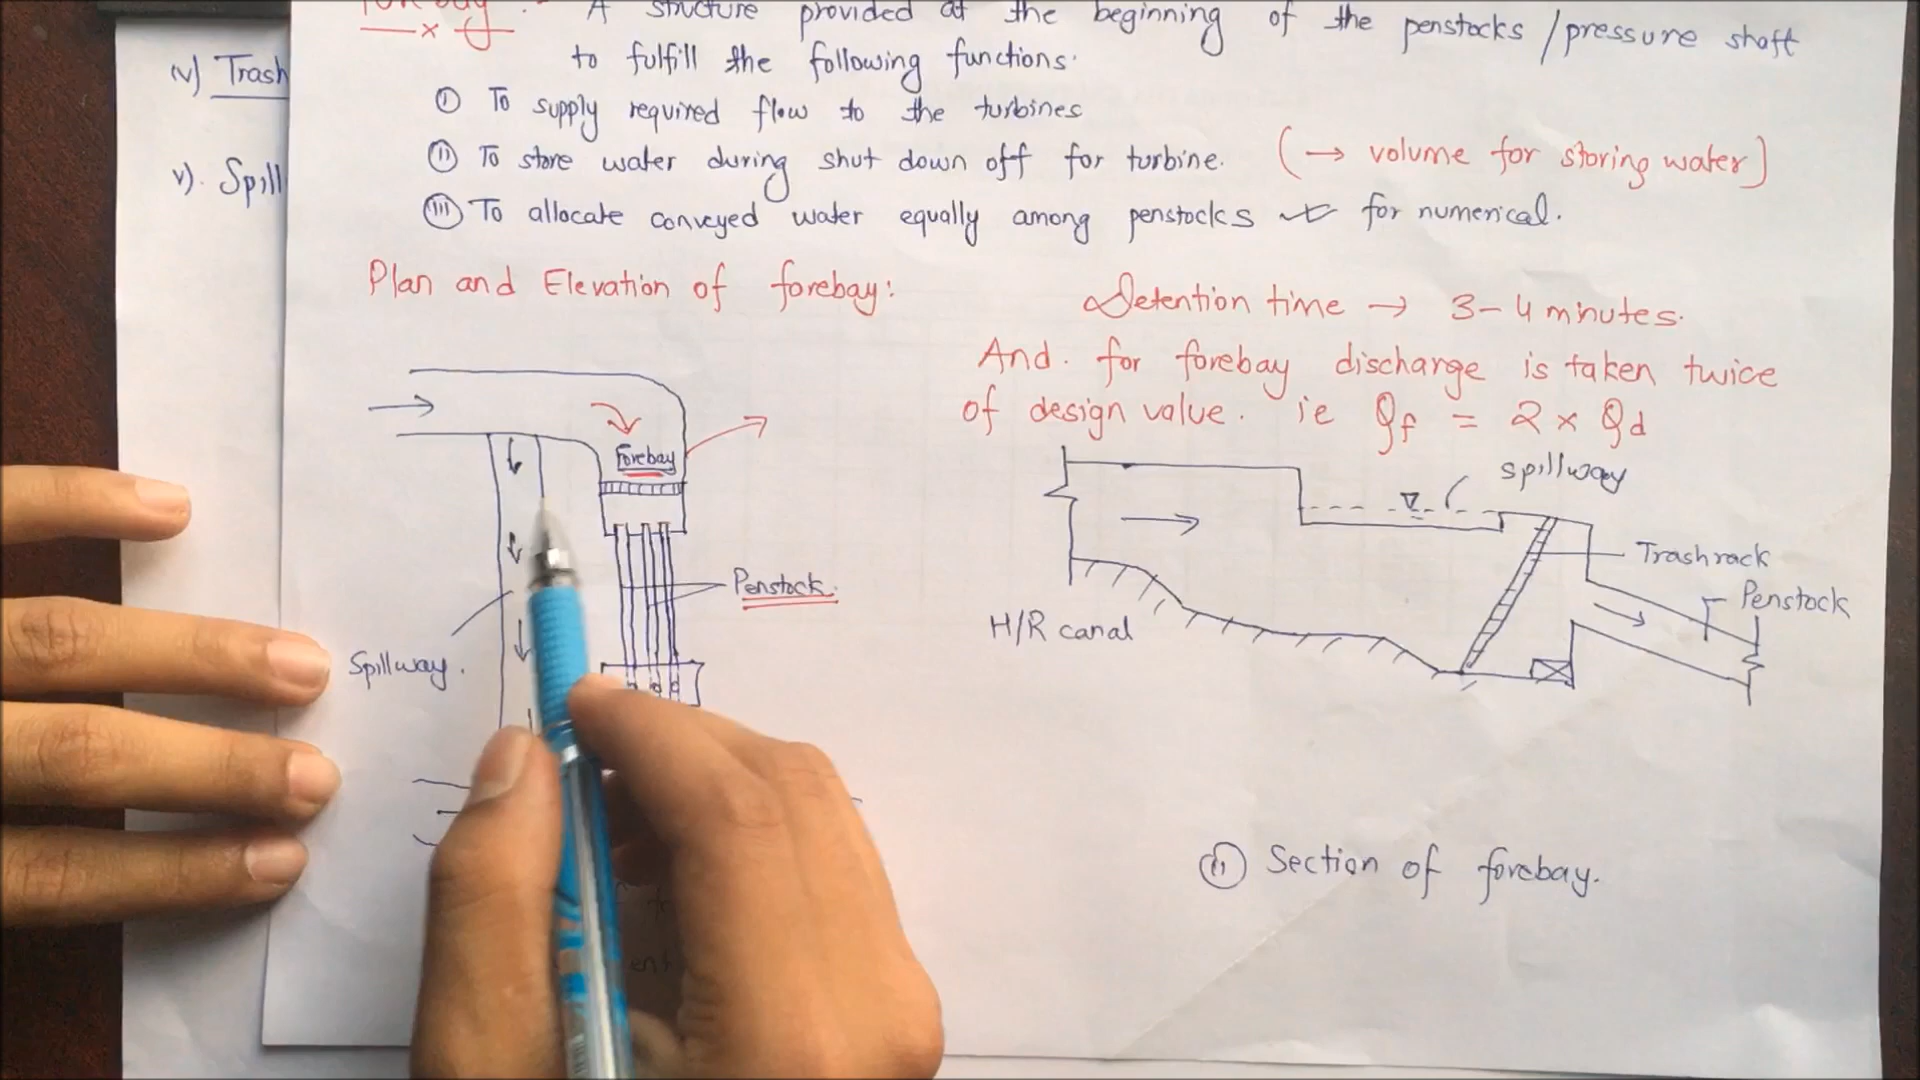 iv) Trash
v). Spill
forebay :- A structure provided at the beginning of the penstocks / pressure shaft
to fulfill the following functions.
(i) To supply required flow to the turbines
(ii) To store water during shut down off for turbine. (→ volume for storing water)
(iii) To allocate conveyed water equally among penstocks for numerical.
Plan and Elevation of forebay:
Detention time → 3-4 minutes.
And. for forebay discharge is taken twice
of design value. ie Qf = 2 x Qd
Forebay
Penstock
Spillway.
spillway
Trashrack
Penstock
H/R canal
(ii) Section of forebay.